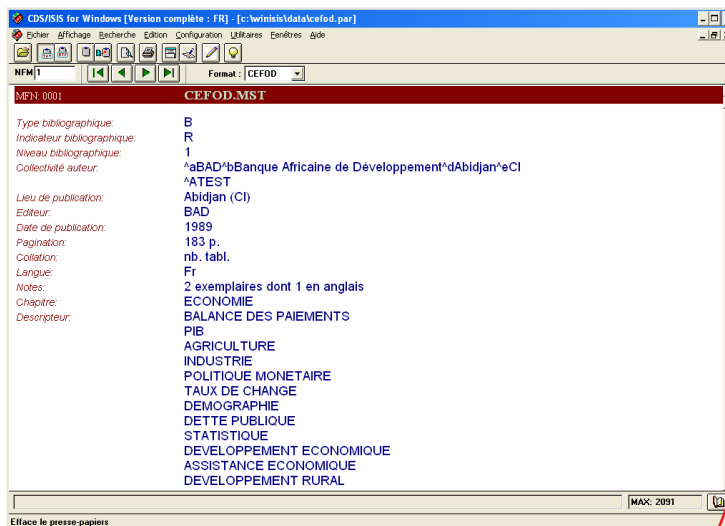 CDS/ISIS for Windows [Version complète : FR] - [c:\winisis\data\cefod.par]
Fichier Affichage Recherche Edition Configuration Utilitaires Fenêtres Aide
NFM 1 Format : CEFOD
MFN: 0001 CEFOD.MST
Type bibliographique: B
Indicateur bibliographique: R
Niveau bibliographique: 1
Collectivité auteur: ^aBAD^bBanque Africaine de Développement^dAbidjan^eCI
^ATEST
Lieu de publication: Abidjan (CI)
Editeur: BAD
Date de publication: 1989
Pagination: 183 p.
Collation: nb. tabl.
Langue: Fr
Notes: 2 exemplaires dont 1 en anglais
Chapitre: ECONOMIE
Descripteur: BALANCE DES PAIEMENTS
PIB
AGRICULTURE
INDUSTRIE
POLITIQUE MONETAIRE
TAUX DE CHANGE
DEMOGRAPHIE
DETTE PUBLIQUE
STATISTIQUE
DEVELOPPEMENT ECONOMIQUE
ASSISTANCE ECONOMIQUE
DEVELOPPEMENT RURAL
MAX: 2091
Efface le presse-papiers